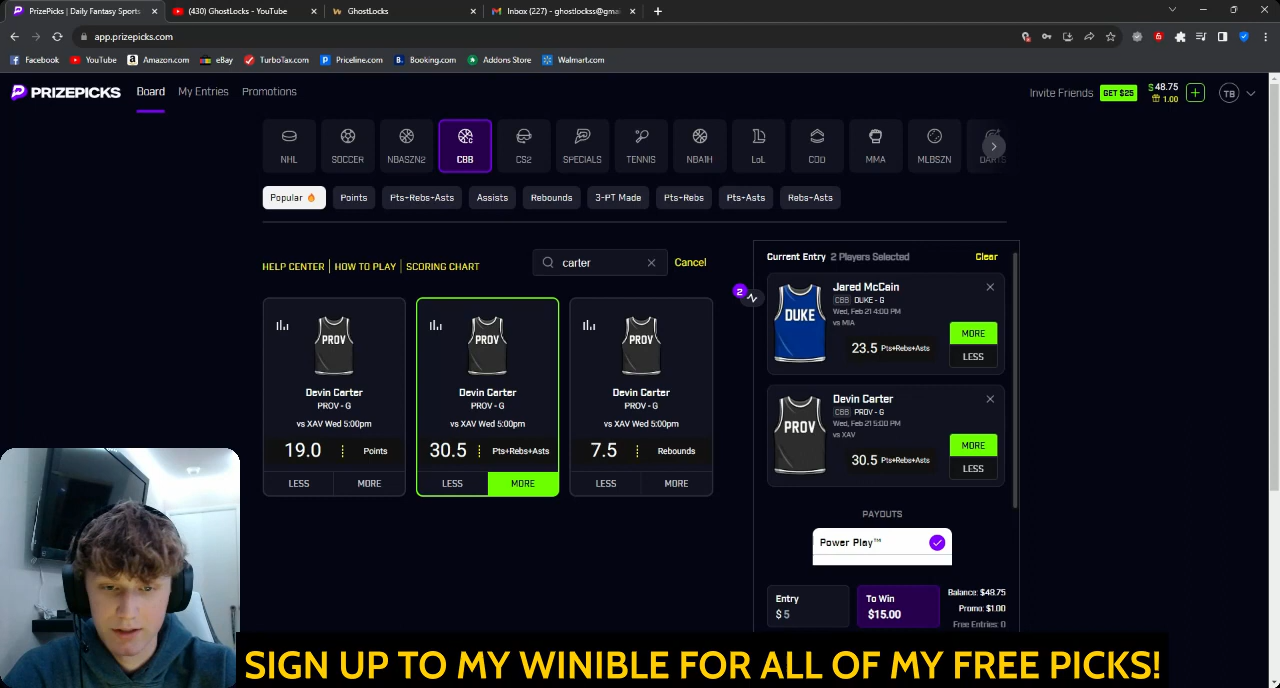 PrizePicks | Daily Fantasy Sports
(430) GhostLocks - YouTube
GhostLocks
Inbox (227) - ghostlockss@gma
app.prizepicks.com
Facebook
YouTube
Amazon.com
eBay
TurboTax.com
Priceline.com
Booking.com
Addons Store
Walmart.com
PRIZEPICKS
Board
My Entries
Promotions
Invite Friends
GET $25
$ 48.75
1.00
TB
NHL
SOCCER
NBASZN2
CBB
CS2
SPECIALS
TENNIS
NBA1H
LoL
COD
MMA
MLBSZN
DARTS
Popular
Points
Pts+Rebs+Asts
Assists
Rebounds
3-PT Made
Pts+Rebs
Pts+Asts
Rebs+Asts
HELP CENTER | HOW TO PLAY | SCORING CHART
carter
Cancel
PROV
Devin Carter
PROV - G
vs XAV Wed 5:00pm
19.0 Points
LESS MORE
PROV
Devin Carter
PROV - G
vs XAV Wed 5:00pm
30.5 Pts+Rebs+Asts
LESS MORE
PROV
Devin Carter
PROV - G
vs XAV Wed 5:00pm
7.5 Rebounds
LESS MORE
Current Entry 2 Players Selected
Clear
2
DUKE
Jared McCain
CBB DUKE - G
Wed, Feb 21 4:00 PM
vs MIA
23.5 Pts+Rebs+Asts
MORE
LESS
PROV
Devin Carter
CBB PROV - G
Wed, Feb 21 5:00 PM
vs XAV
30.5 Pts+Rebs+Asts
MORE
LESS
PAYOUTS
Power Play™
Entry
$ 5
To Win
$15.00
Balance: $48.75
Promo: $1.00
Free Entries: 0
SIGN UP TO MY WINIBLE FOR ALL OF MY FREE PICKS!